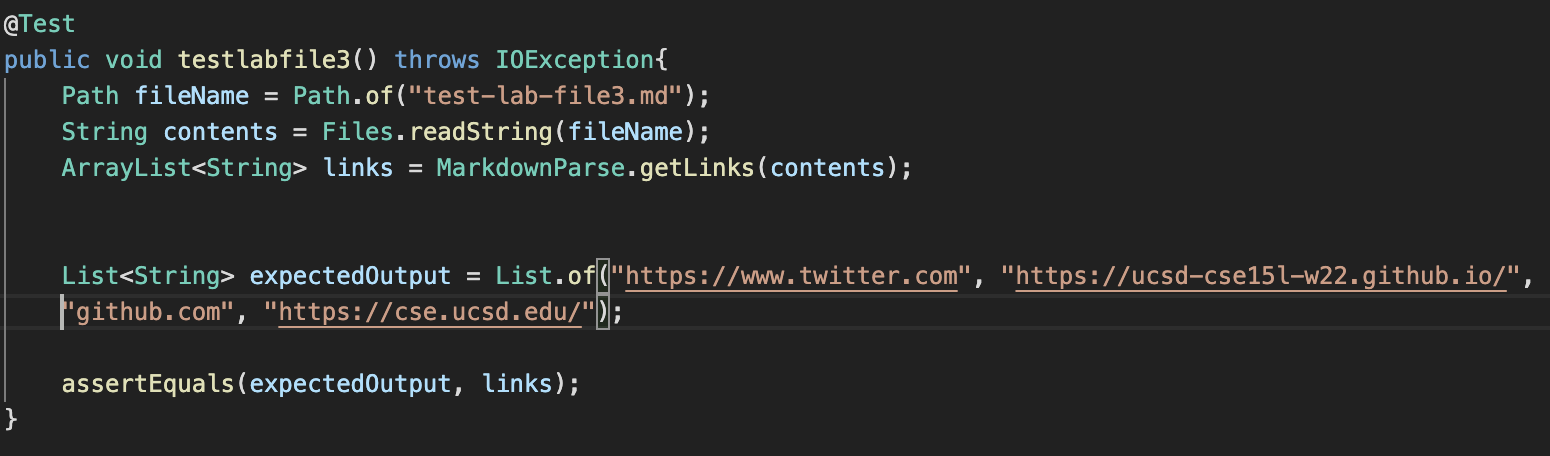 @Test
public void testlabfile3() throws IOException{
    Path fileName = Path.of("test-lab-file3.md");
    String contents = Files.readString(fileName);
    ArrayList<String> links = MarkdownParse.getLinks(contents);
    List<String> expectedOutput = List.of("https://www.twitter.com", "https://ucsd-cse15l-w22.github.io/",
    "github.com", "https://cse.ucsd.edu/");
    assertEquals(expectedOutput, links);
}